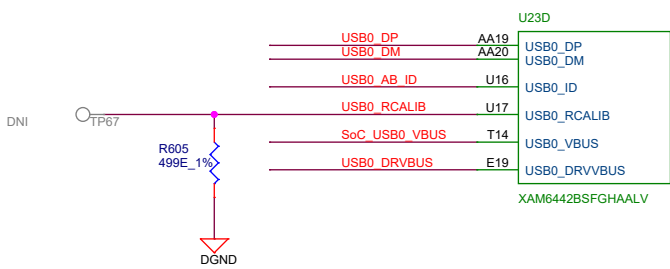 U23D
USB0_DP AA19 USB0_DP
USB0_DM AA20 USB0_DM
USB0_AB_ID U16 USB0_ID
DNI TP67 USB0_RCALIB U17 USB0_RCALIB
SoC_USB0_VBUS T14 USB0_VBUS
R605
499E_1%
USB0_DRVBUS E19 USB0_DRVVBUS
XAM6442BSFGHAALV
DGND